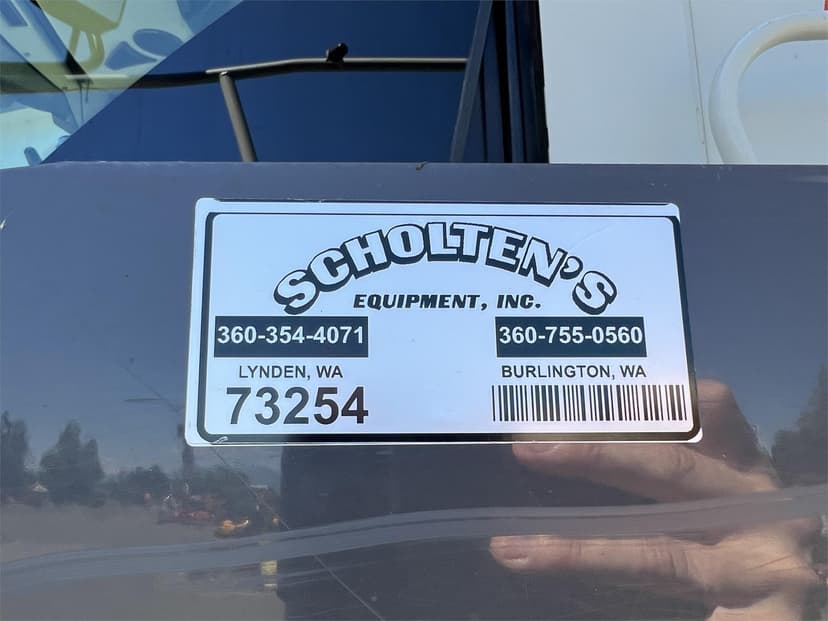 SCHOLTEN'S
EQUIPMENT, INC.
360-354-4071 360-755-0560
LYNDEN, WA BURLINGTON, WA
73254